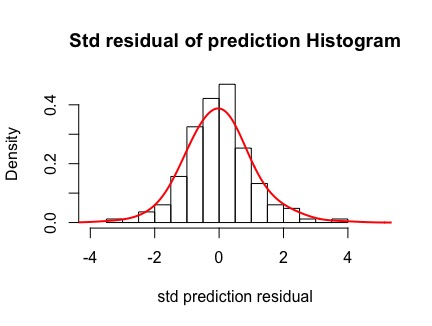 Std residual of prediction Histogram
Density
0.4
0.2
0.0
-4 -2 0 2 4
std prediction residual